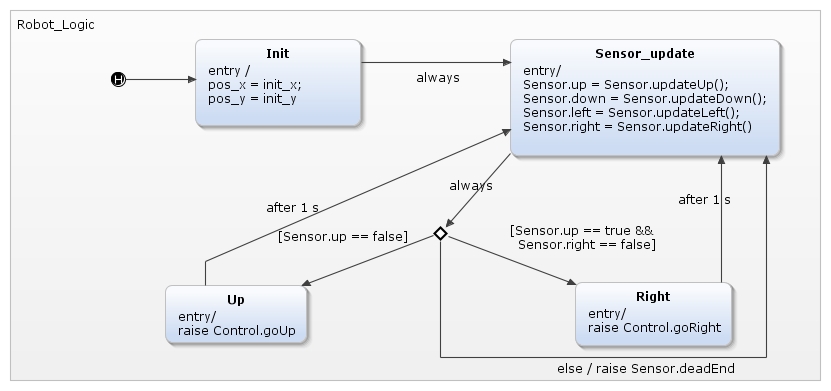 Robot_Logic
Init
entry /
pos_x = init_x;
pos_y = init_y
H
always
Sensor_update
entry/
Sensor.up = Sensor.updateUp();
Sensor.down = Sensor.updateDown();
Sensor.left = Sensor.updateLeft();
Sensor.right = Sensor.updateRight()
always
after 1 s
after 1 s
[Sensor.up == false]
[Sensor.up == true &&
Sensor.right == false]
Up
entry/
raise Control.goUp
Right
entry/
raise Control.goRight
else / raise Sensor.deadEnd